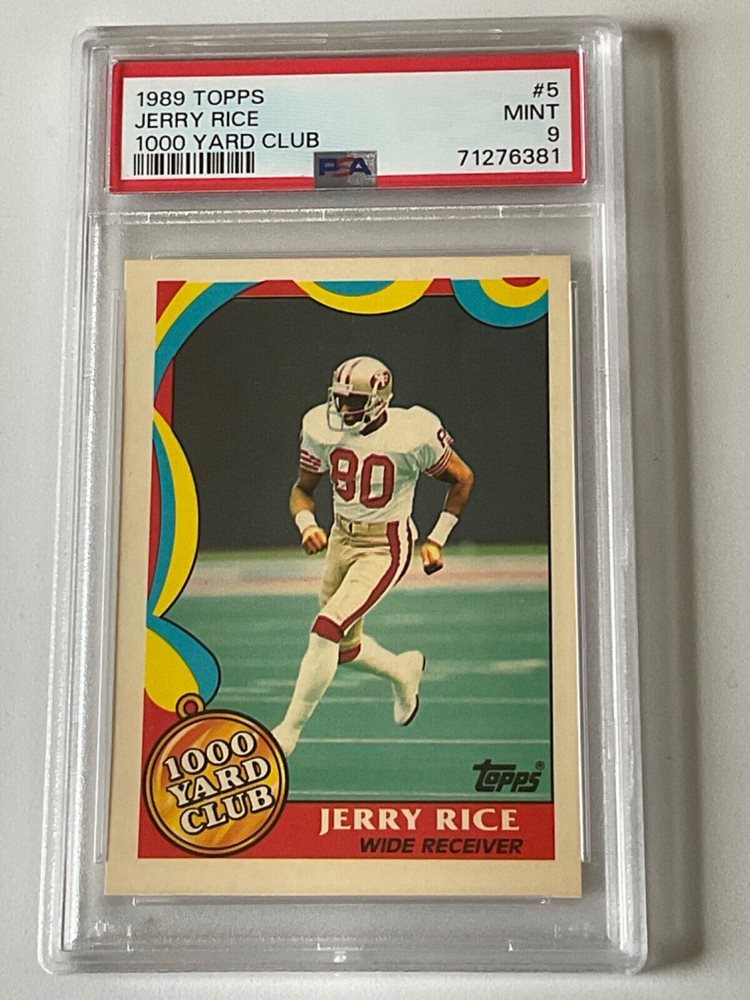 1989 TOPPS #5
JERRY RICE MINT
1000 YARD CLUB 9
PSA 71276381
80
80
1000
YARD
CLUB
Topps®
JERRY RICE
WIDE RECEIVER